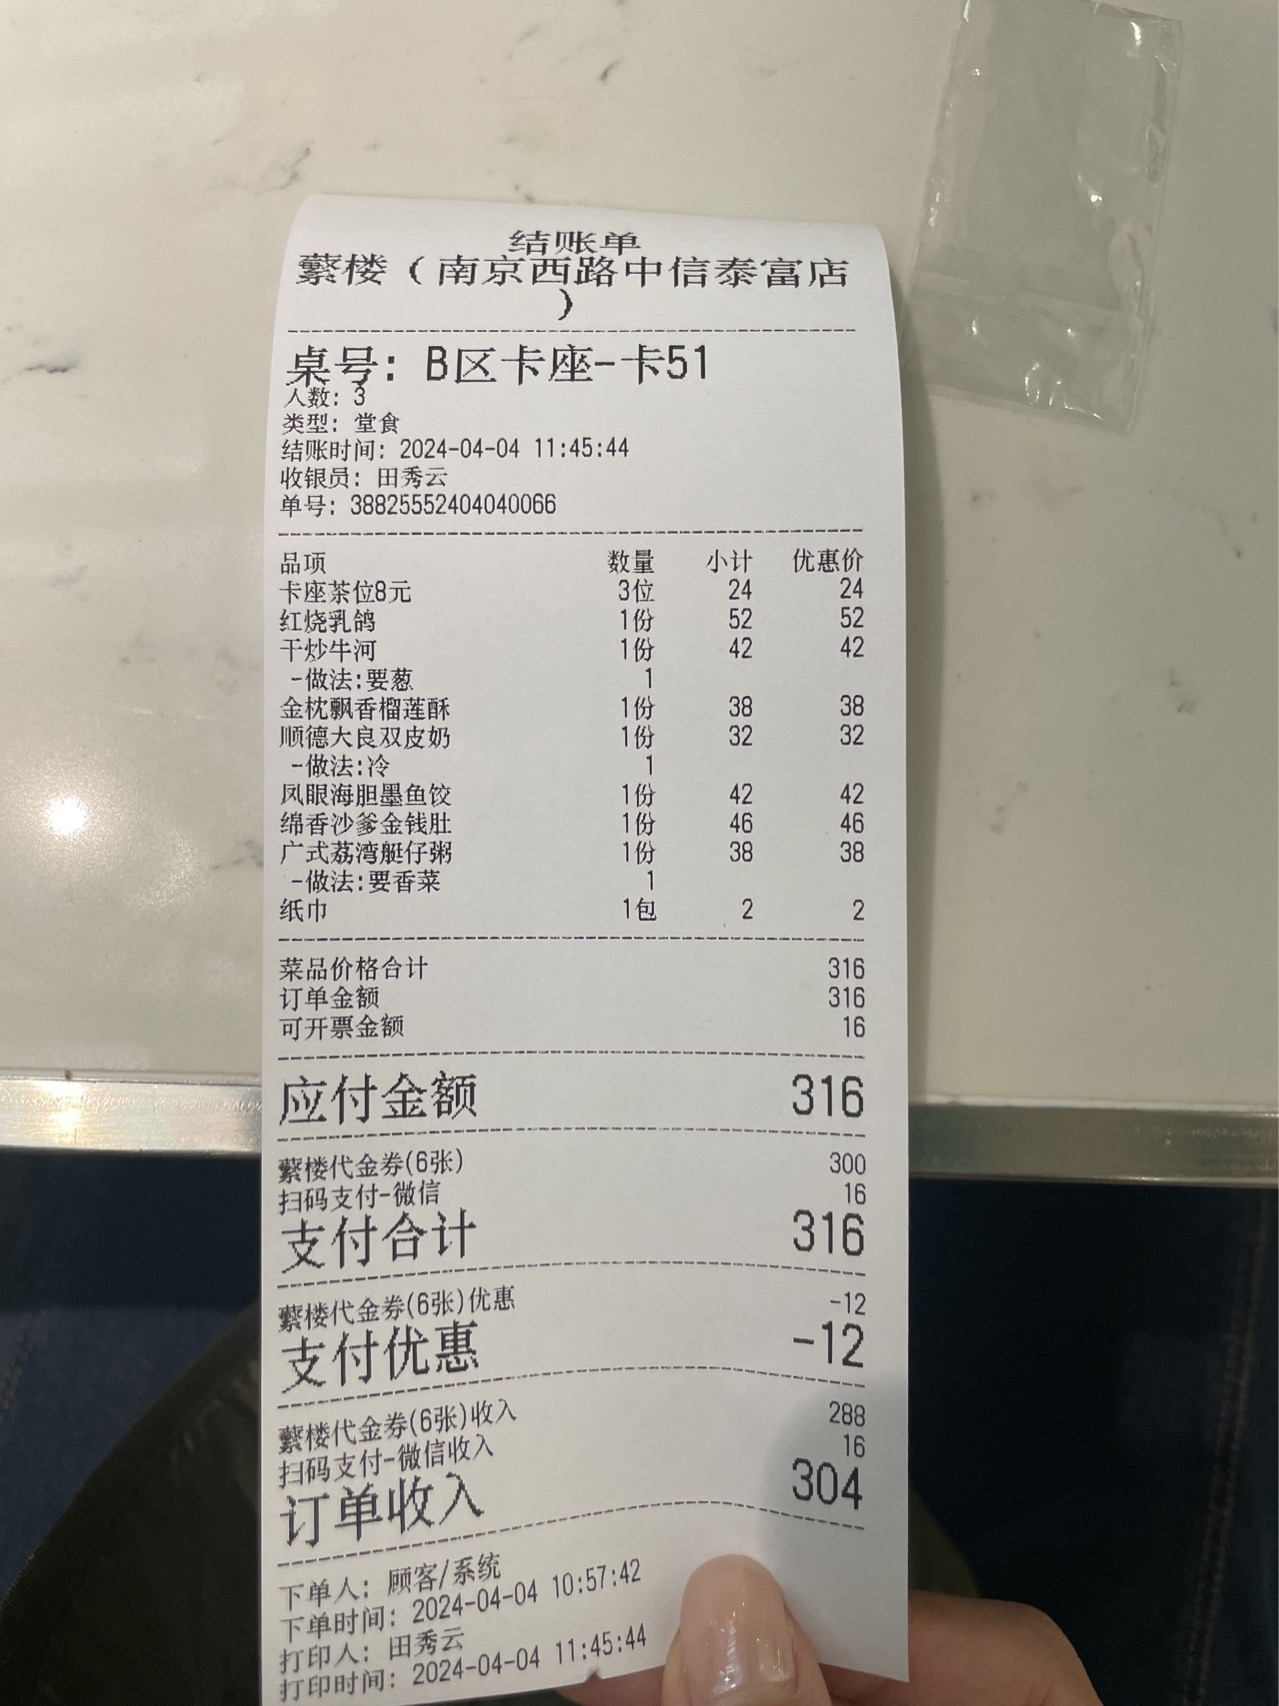 结账单
蘩楼（南京西路中信泰富店
）
桌号: B区卡座-卡51
人数: 3
类型: 堂食
结账时间: 2024-04-04 11:45:44
收银员: 田秀云
单号: 38825552404040066
品项 数量 小计 优惠价
卡座茶位8元 3位 24 24
红烧乳鸽 1份 52 52
干炒牛河 1份 42 42
-做法:要葱 1
金枕飘香榴莲酥 1份 38 38
顺德大良双皮奶 1份 32 32
-做法:冷 1
凤眼海胆墨鱼饺 1份 42 42
绵香沙爹金钱肚 1份 46 46
广式荔湾艇仔粥 1份 38 38
-做法:要香菜 1
纸巾 1包 2 2
菜品价格合计 316
订单金额 316
可开票金额 16
应付金额 316
蘩楼代金券(6张) 300
扫码支付-微信 16
支付合计 316
蘩楼代金券(6张)优惠 -12
支付优惠 -12
蘩楼代金券(6张)收入 288
扫码支付-微信收入 16
订单收入 304
下单人: 顾客/系统
下单时间: 2024-04-04 10:57:42
打印人: 田秀云
打印时间: 2024-04-04 11:45:44